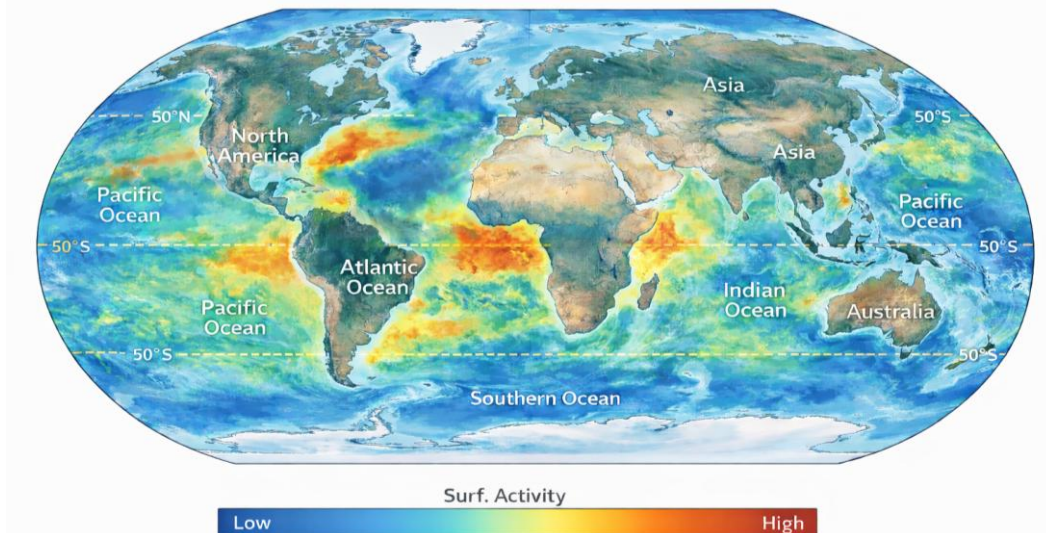 Asia
50°N
50°S
North
America
Asia
Pacific
Ocean
Pacific
Ocean
50°S
50°S
Atlantic
Ocean
Pacific
Ocean
Indian
Ocean
Australia
50°S
50°S
Southern Ocean
Surf. Activity
Low
High